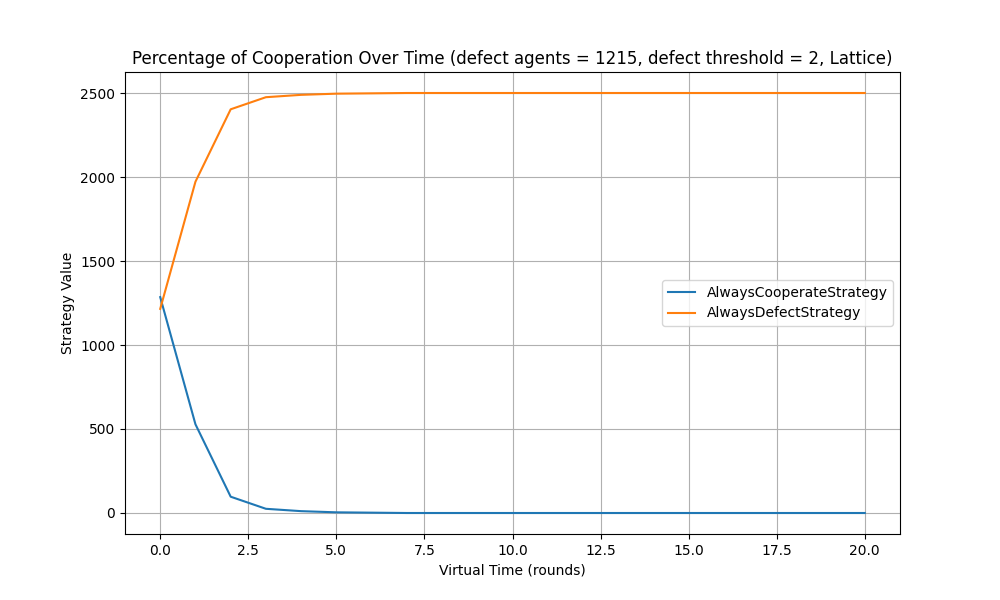 Percentage of Cooperation Over Time (defect agents = 1215, defect threshold = 2, Lattice)
Strategy Value
2500
2000
1500
1000
500
0
AlwaysCooperateStrategy
AlwaysDefectStrategy
0.0 2.5 5.0 7.5 10.0 12.5 15.0 17.5 20.0
Virtual Time (rounds)